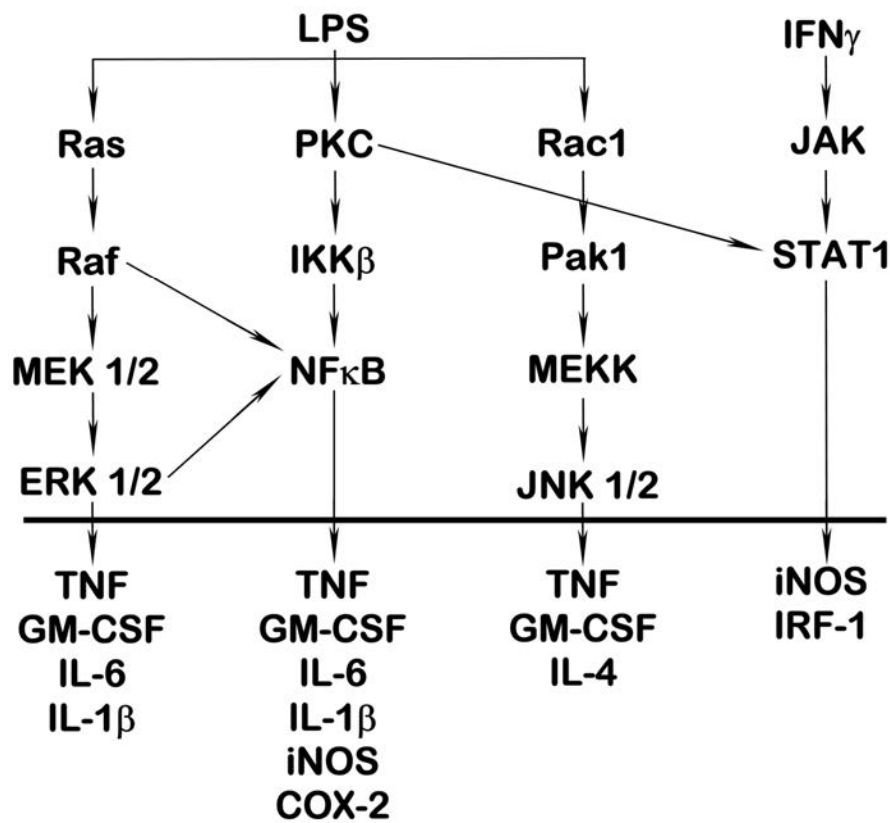 LPS
IFNγ
Ras
PKC
Rac1
JAK
Raf
IKKβ
Pak1
STAT1
MEK 1/2
NFκB
MEKK
ERK 1/2
JNK 1/2
TNF
GM-CSF
IL-6
IL-1β
TNF
GM-CSF
IL-6
IL-1β
iNOS
COX-2
TNF
GM-CSF
IL-4
iNOS
IRF-1